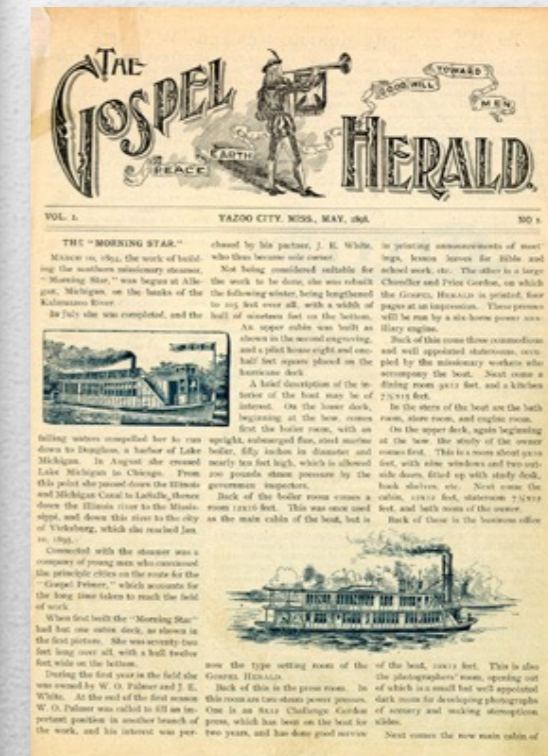 THE
GOSPEL
HERALD.
PEACE
EARTH
GOOD WILL
TOWARD
MEN
VOL. 1.
YAZOO CITY, MISS., MAY, 1898.
NO
THE "MORNING STAR."
MARCH 10, 1894, the work of build-
ing the southern missionary steamer,
"Morning Star," was begun at Alle-
gan, Michigan, on the banks of the
Kalamazoo River.
In July she was completed, and the
falling waters compelled her to run
down to Douglass, a harbor of Lake
Michigan. In August she crossed
Lake Michigan to Chicago. From
this point she passed down the Illinois
and Michigan Canal to LaSalle, thence
down the Illinois river to the Missis-
sippi, and down this river to the city
of Vicksburg, which she reached Jan.
10, 1895.
Connected with the steamer was a
company of young men who canvassed
the principle cities on the route for the
"Gospel Primer," which accounts for
the long time taken to reach the field
of work.
When first built the "Morning Star"
had but one cabin deck, as shown in
the first picture. She was seventy-two
feet long over all, with a hull twelve
feet wide on the bottom.
During the first year in the field she
was owned by W. O. Palmer and J. E.
White. At the end of the first season
W. O. Palmer was called to fill an im-
portant position in another branch of
the work, and his interest was pur-
chased by his partner, J. E. White,
who thus became sole owner.
Not being considered suitable for
the work to be done, she was rebuilt
the following winter, being lengthened
to 105 feet over all, with a width of
hull of nineteen feet on the bottom.
An upper cabin was built as
shown in the second engraving,
and a pilot house eight and one-
half feet square placed on the
hurricane deck.
A brief description of the in-
terior of the boat may be of
interest. On the lower deck,
beginning at the bow, comes
first the boiler room, with an
upright, submerged flue, steel marine
boiler, fifty inches in diameter and
nearly ten feet high, which is allowed
200 pounds steam pressure by the
government inspectors.
Back of the boiler room comes a
room 12x16 feet. This was once used
as the main cabin of the boat, but is
now the type setting room of the
GOSPEL HERALD.
Back of this is the press room. In
this room are two steam power presses.
One is an 8x12 Challenge Gordon
press, which has been on the boat for
two years, and has done good service
in printing announcements of meet-
ings, lesson leaves for Bible and
school work, etc. The other is a large
Chandler and Price Gordon, on which
the GOSPEL HERALD is printed, four
pages at an impression. These presses
will be run by a six-horse power aux-
iliary engine.
Back of this come three commodious
and well appointed staterooms, occu-
pied by the missionary workers who
accompany the boat. Next come a
dining room 9x12 feet, and a kitchen
feet.
In the stern of the boat are the bath
room, store room, and engine room.
On the upper deck, again beginning
at the bow, the study of the owner
comes first. This is a room about
feet, with nine windows and two out-
side doors, fitted up with study desk,
book shelves, etc. Next come the
cabin, feet, stateroom
feet, and bath room of the owner.
Back of these is the business office
of the boat, feet. This is also
the photographers' room, opening out
of which is a small but well appointed
dark room for developing photographs
of scenery and making stereopticon
slides.
Next comes the new main cabin of